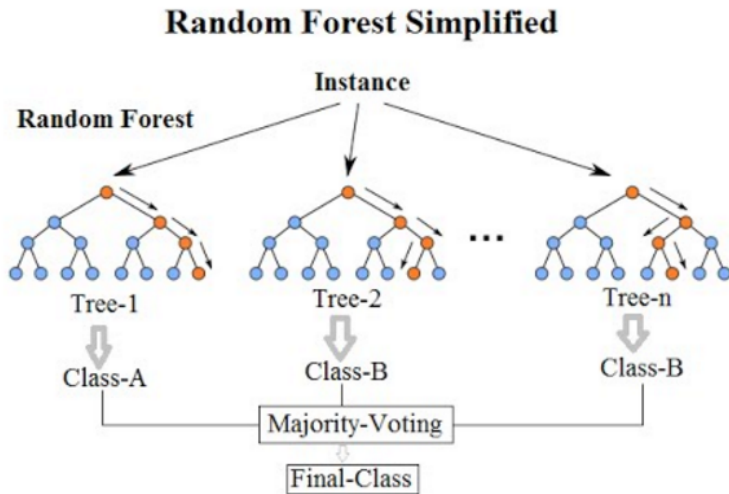 Random Forest Simplified
Instance
Random Forest
...
Tree-1
Tree-2
Tree-n
Class-A
Class-B
Class-B
Majority-Voting
Final-Class